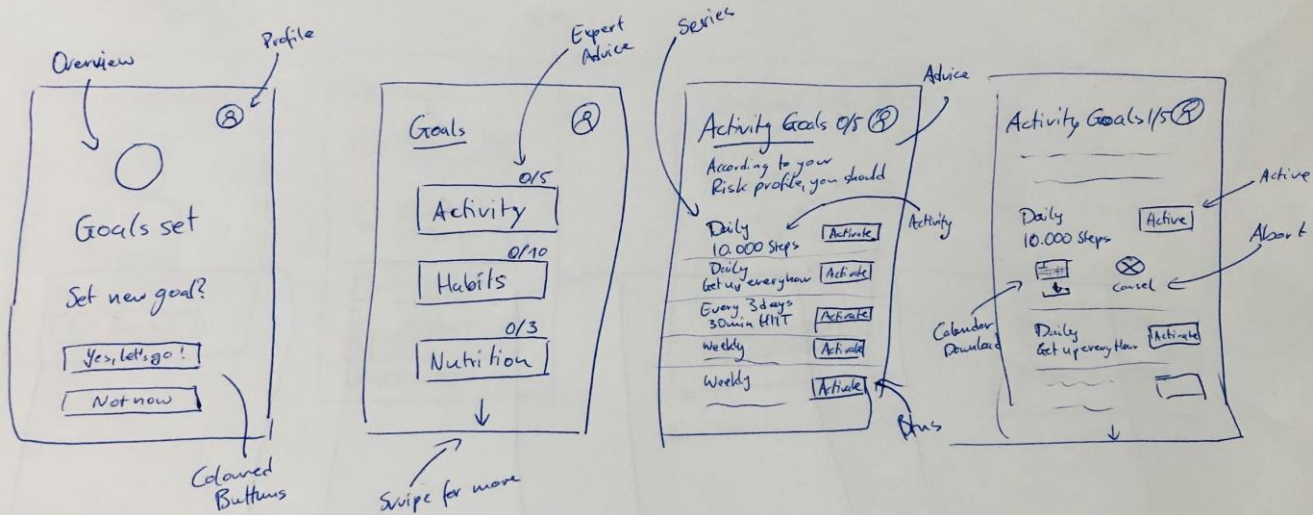 Overview
Profile
Goals set
Set new goal?
Yes, let's go!
Not now
Coloured
Buttons
Expert
Advice
Goals
0/5
Activity
0/10
Habits
0/3
Nutrition
Swipe for more
Series
Advice
Activity Goals 0/5
According to your
Risk profile, you should
Daily
10.000 Steps
Activate
Activity
Daily
Get up every hour
Activate
Every 3 days
30min HIIT
Activate
Weekly
Activate
Weekly
Activate
Btns
Activity Goals 1/5
Daily
10.000 Steps
Active
Active
Abort
Cancel
Calender
Download
Daily
Get up every Hour
Activate